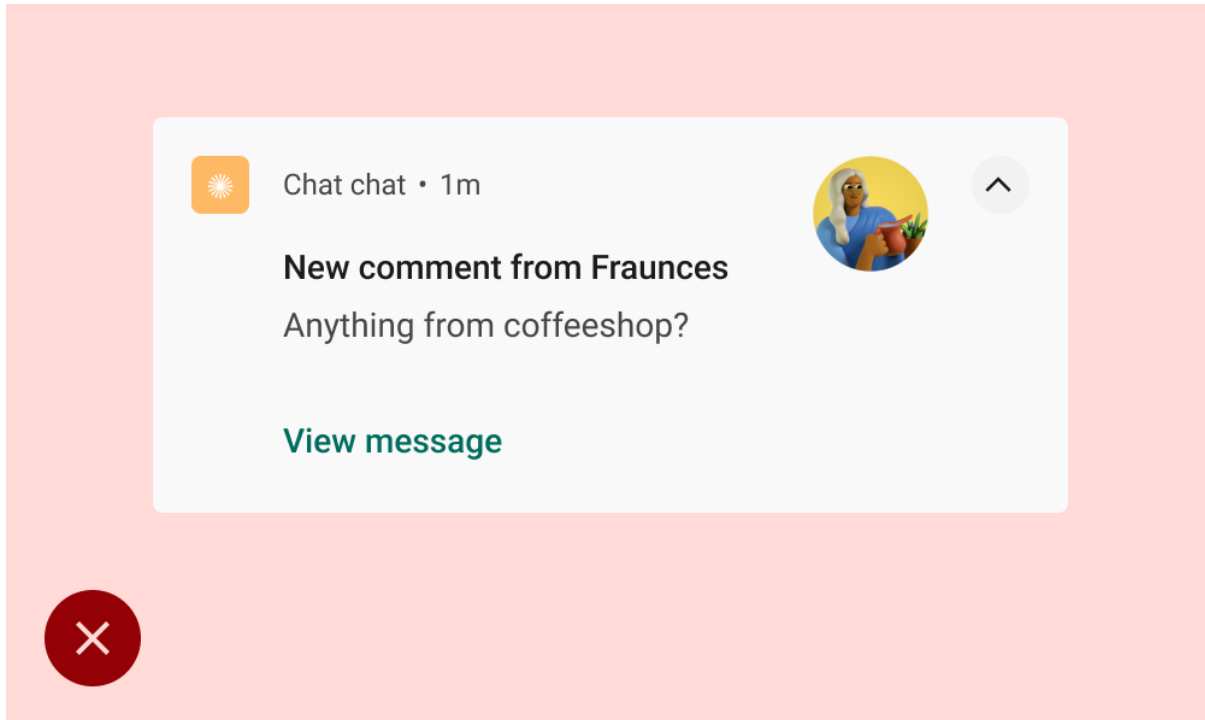 Chat chat • 1m
New comment from Fraunces
Anything from coffeeshop?
View message